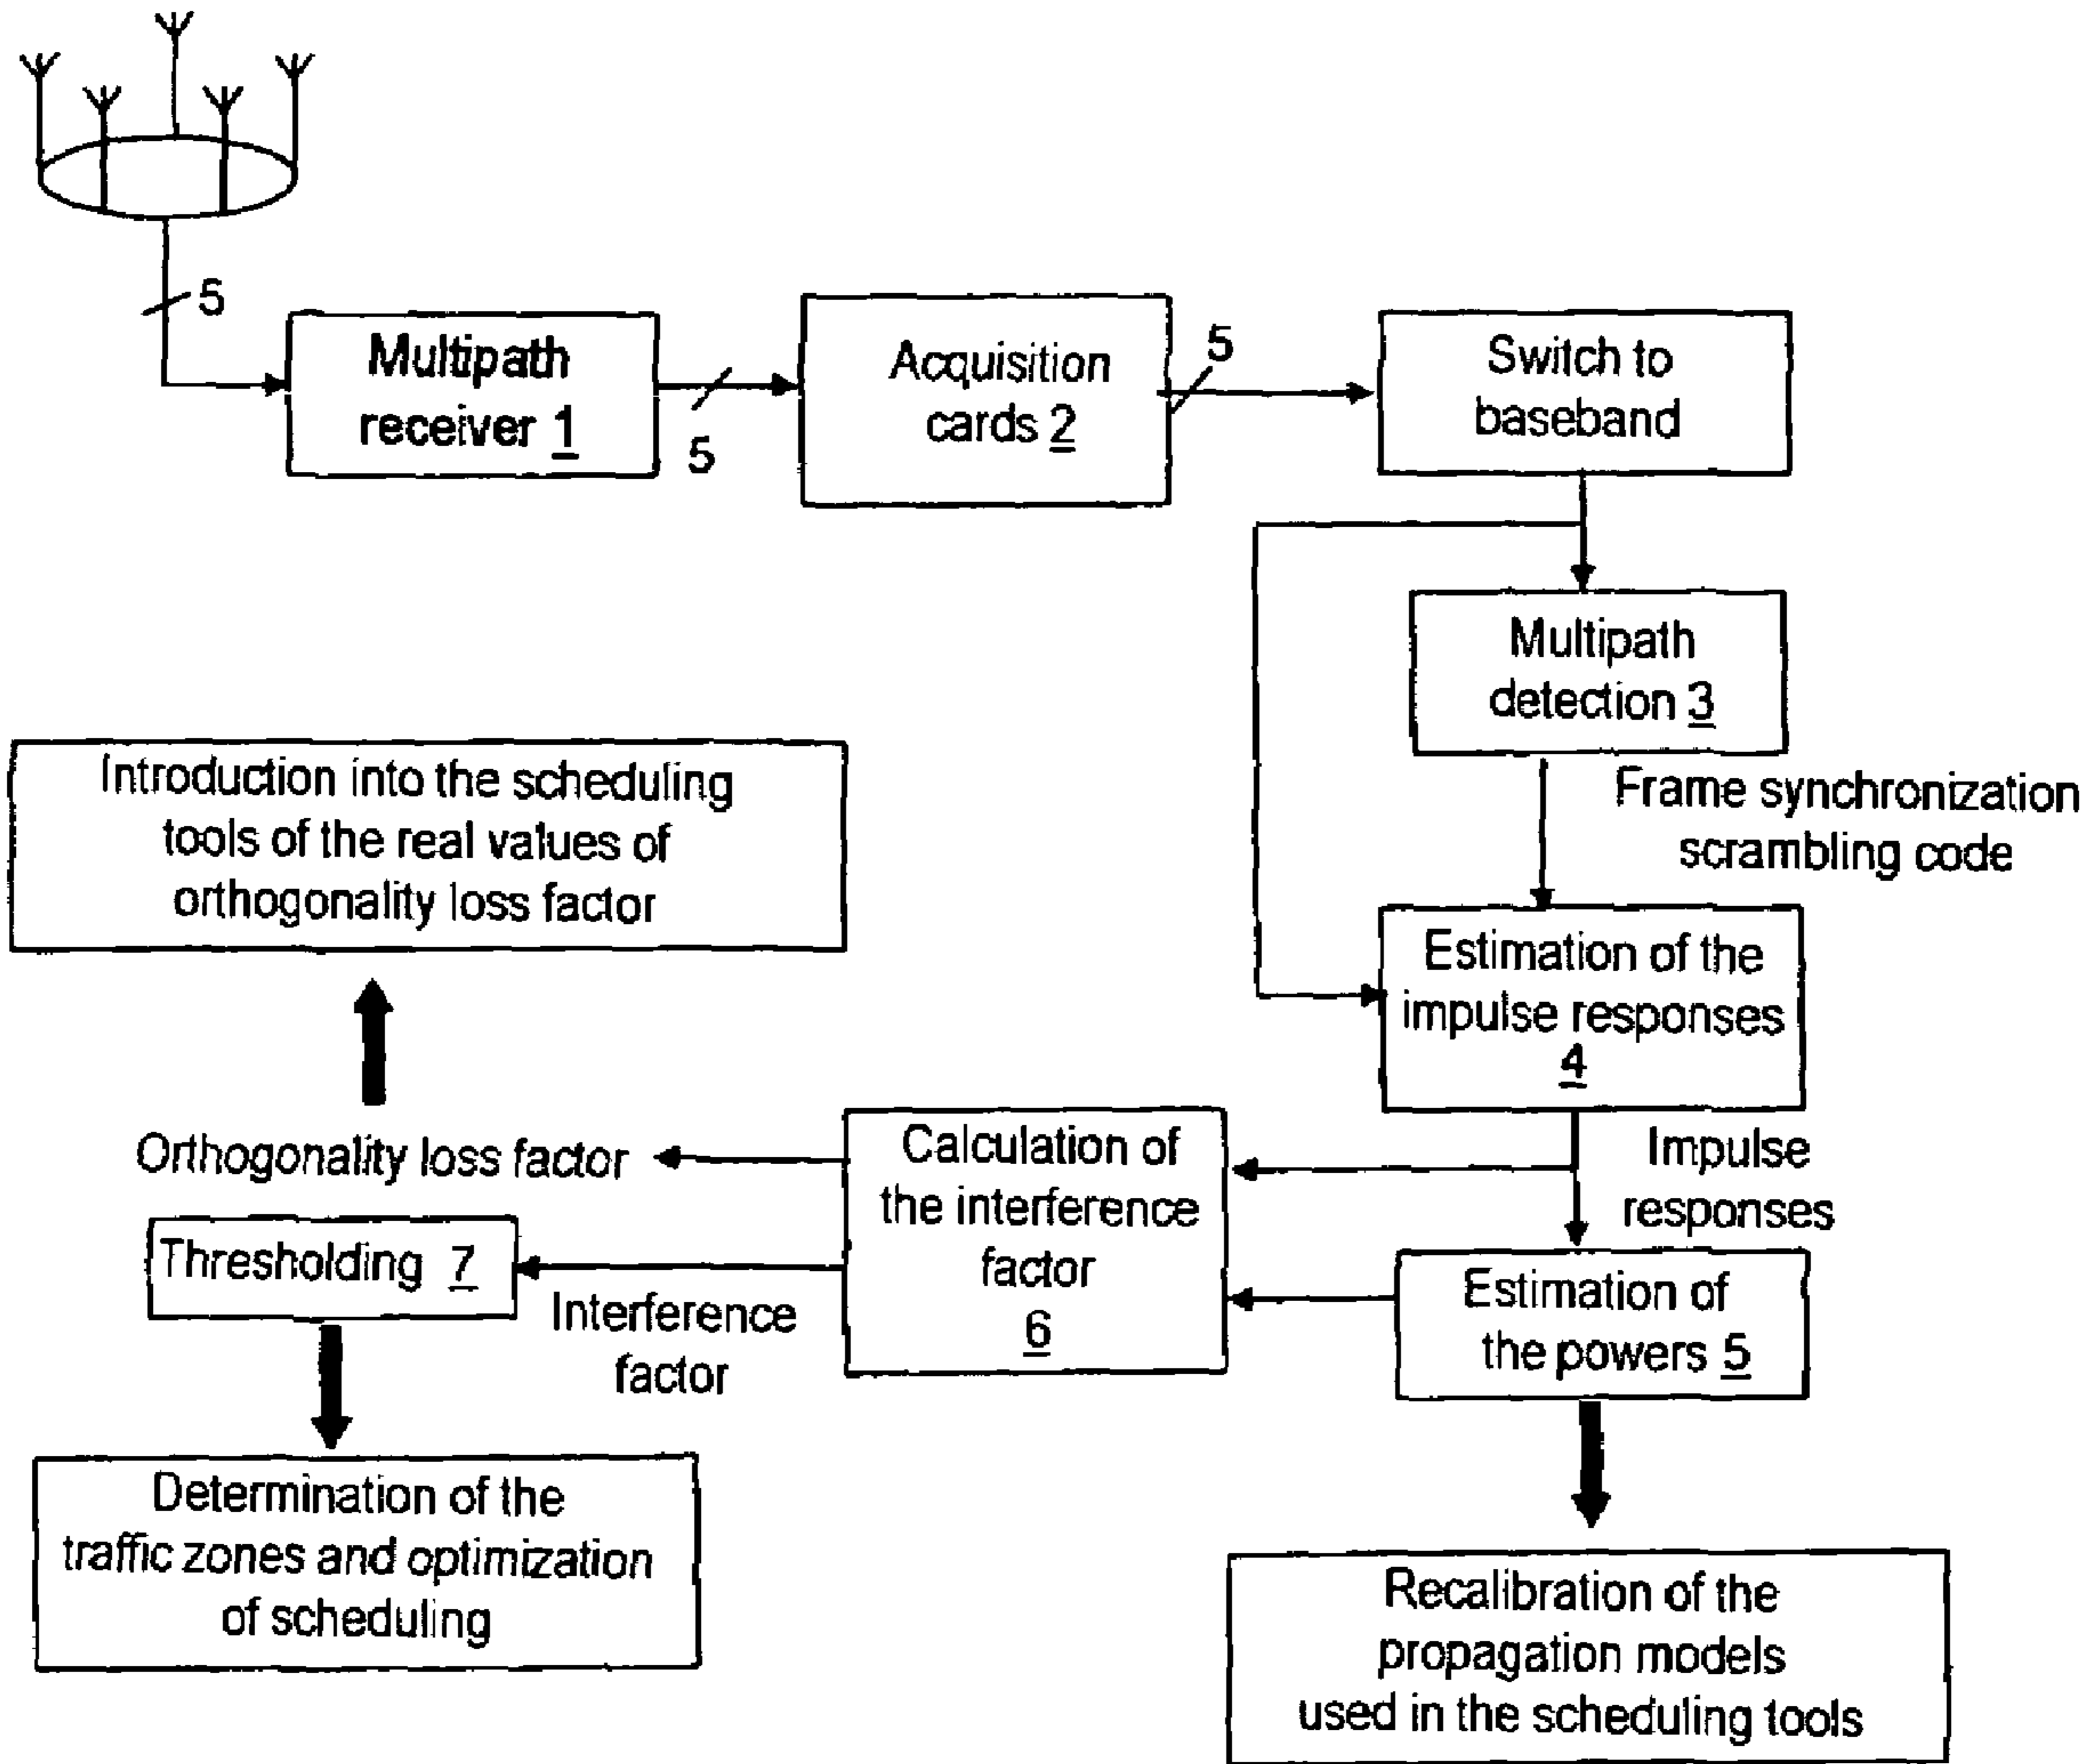 5
Multipath
receiver 1
5
Acquisition
cards 2
5
Switch to
baseband
Multipath
detection 3
Frame synchronization
scrambling code
Introduction into the scheduling
tools of the real values of
orthogonality loss factor
Estimation of the
impulse responses
4
Impulse
responses
Calculation of
the interference
factor
6
Orthogonality loss factor
Thresholding 7
Interference
factor
Estimation of
the powers 5
Determination of the
traffic zones and optimization
of scheduling
Recalibration of the
propagation models
used in the scheduling tools